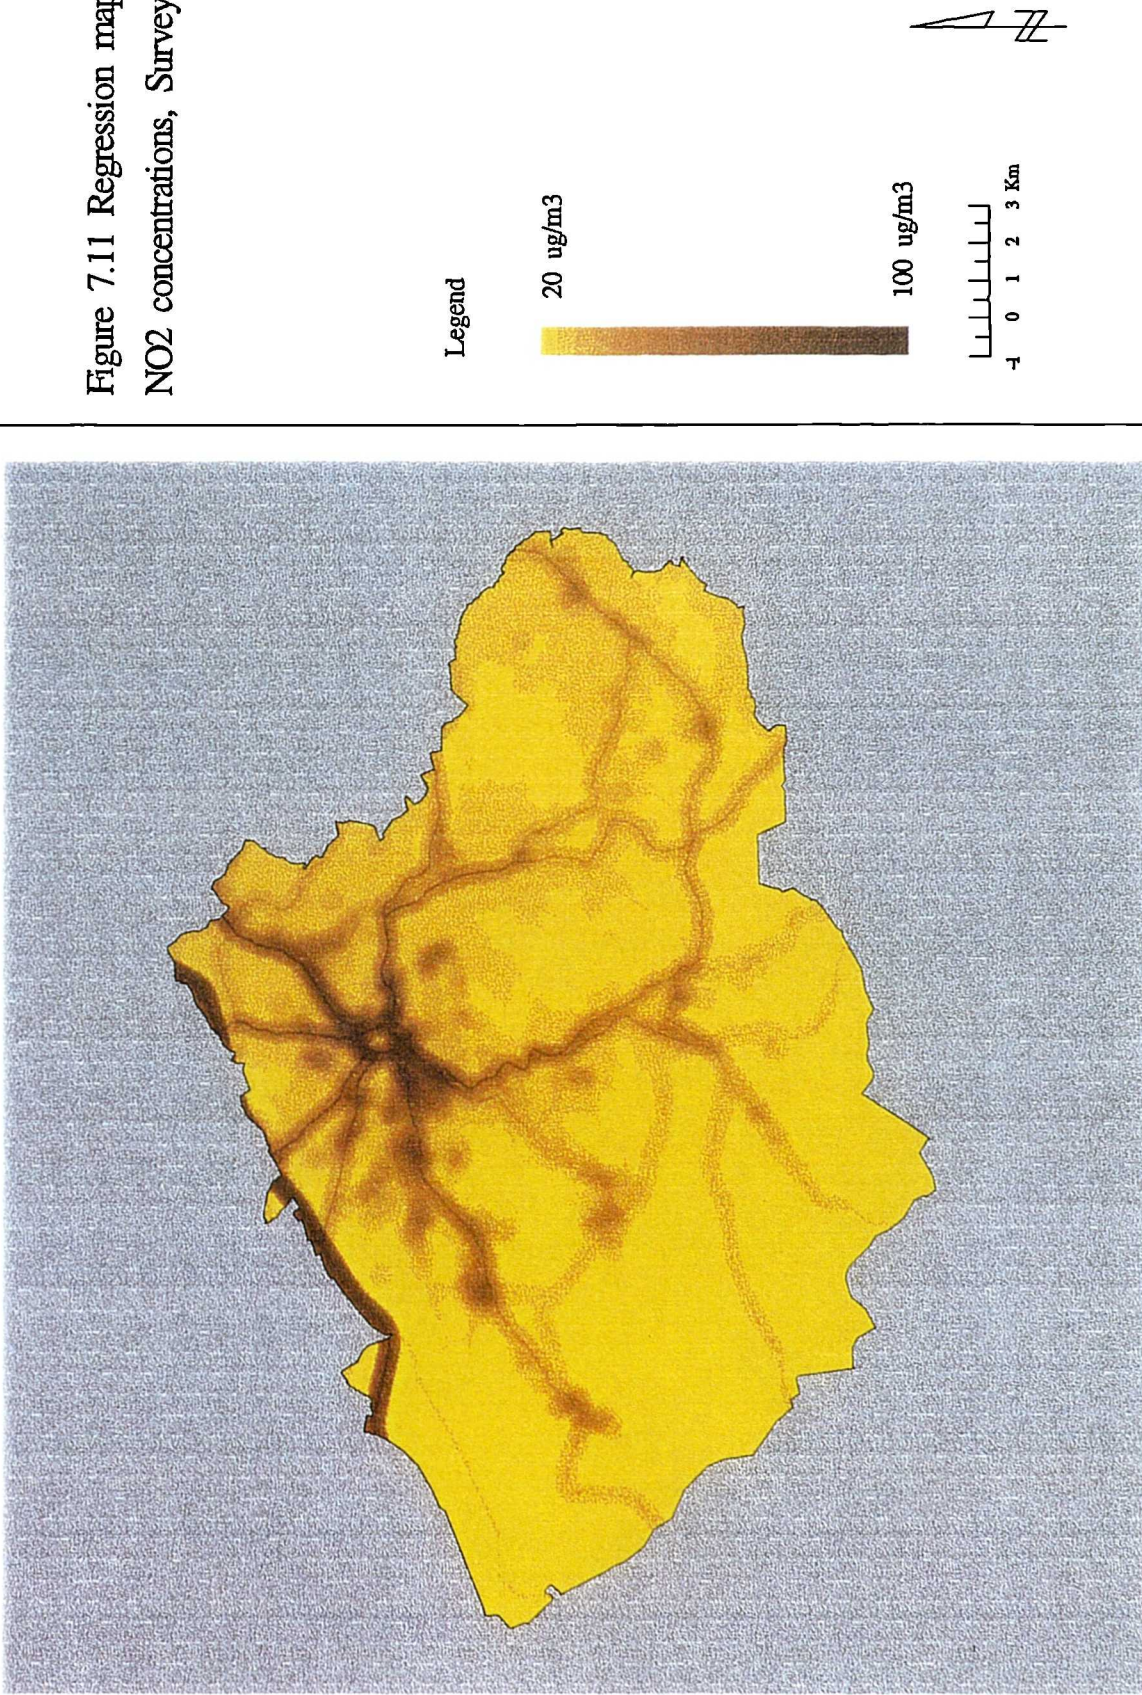 Figure 7.11 Regression map
NO2 concentrations, Survey
Legend
20 ug/m3
100 ug/m3
-1 0 1 2 3 Km
N